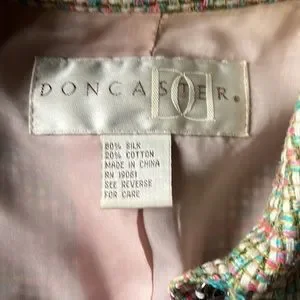 DONCASTER®
80% SILK
20% COTTON
MADE IN CHINA
RN 19081
SEE REVERSE
FOR CARE